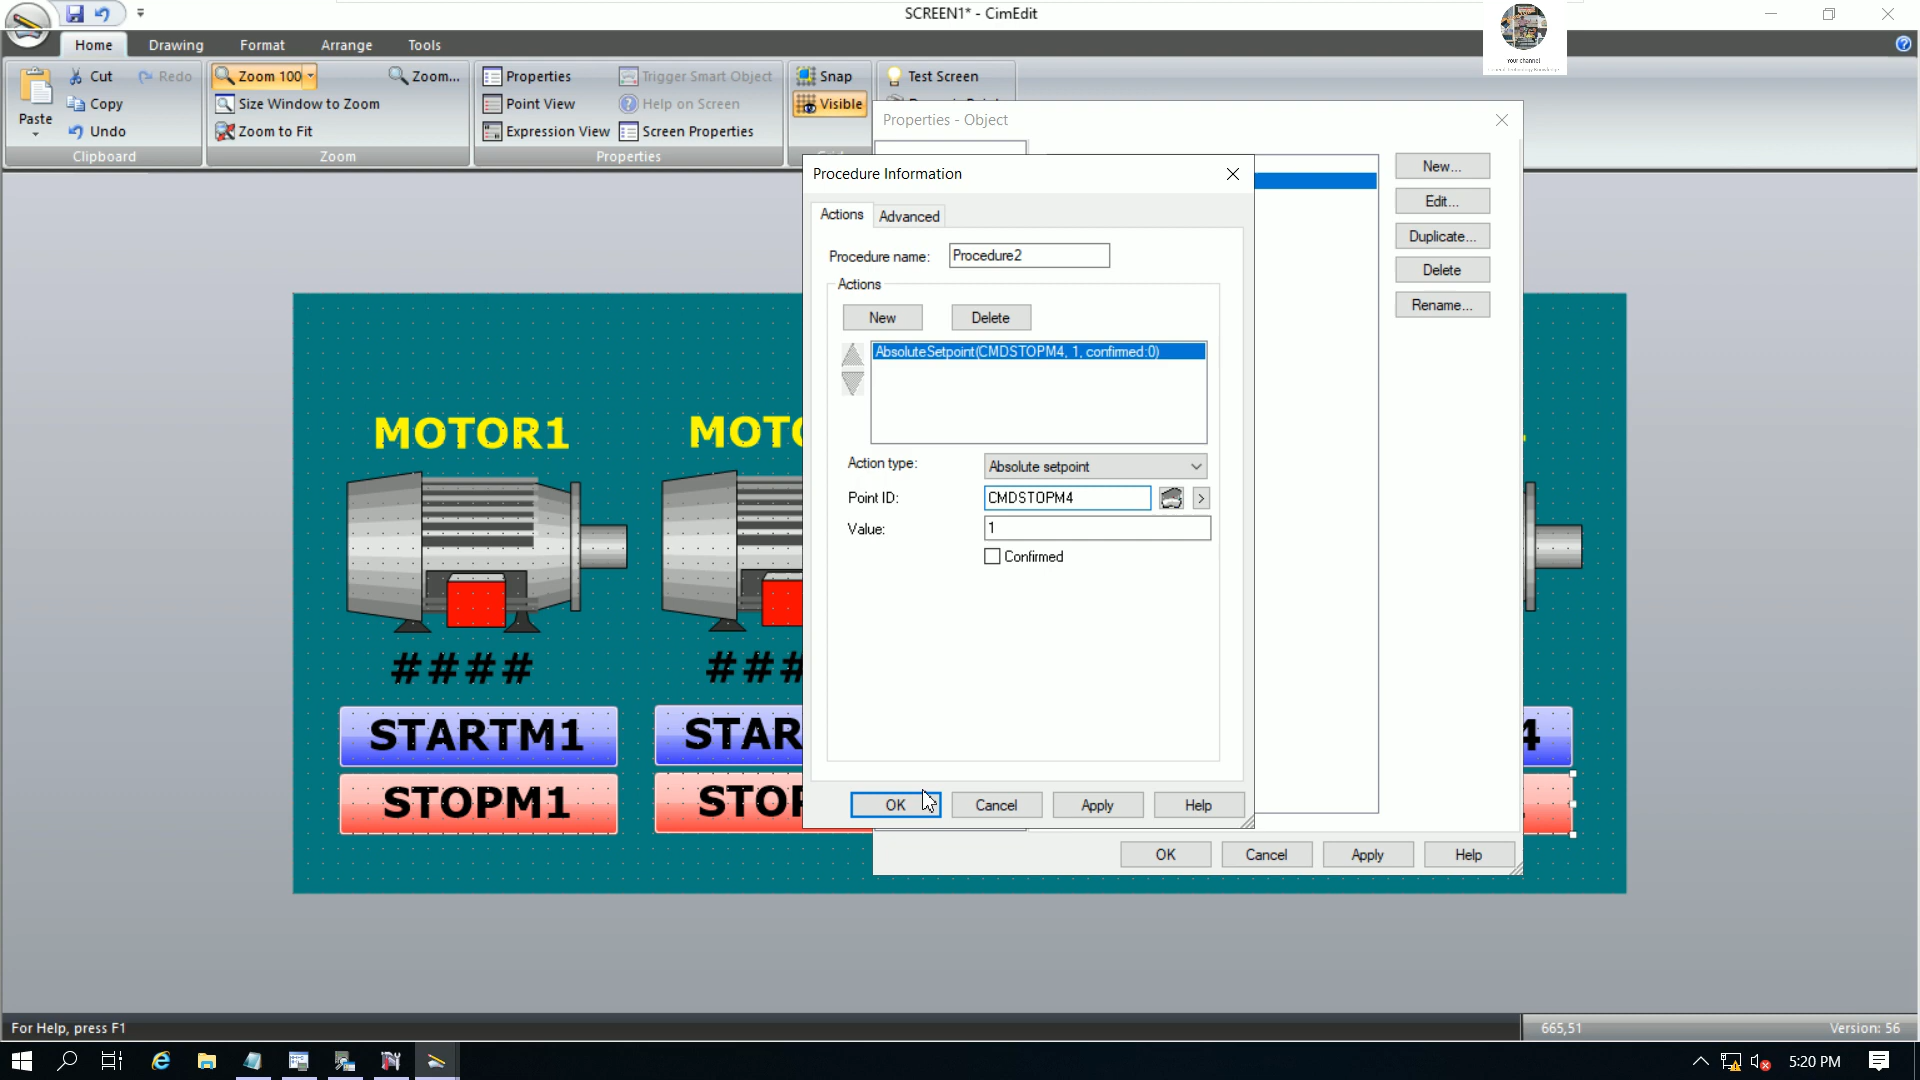 SCREEN1* - CimEdit
Home
Drawing
Format
Arrange
Tools
Paste
Cut
Copy
Undo
Redo
Clipboard
Zoom 100
Zoom...
Size Window to Zoom
Zoom to Fit
Zoom
Properties
Point View
Expression View
Trigger Smart Object
Help on Screen
Screen Properties
Properties
Snap
Visible
Test Screen
Your channel
Properties - Object
New...
Edit...
Duplicate...
Delete
Rename...
Procedure Information
Actions
Advanced
Procedure name:
Procedure2
Actions
New
Delete
AbsoluteSetpoint(CMDSTOPM4, 1, confirmed:0)
Action type:
Absolute setpoint
Point ID:
CMDSTOPM4
>
Value:
1
Confirmed
OK
Cancel
Apply
Help
OK
Cancel
Apply
Help
MOTOR1
MOTO
####
###
STARTM1
STAR
4
STOPM1
STOP
For Help, press F1
665,51
Version: 56
5:20 PM